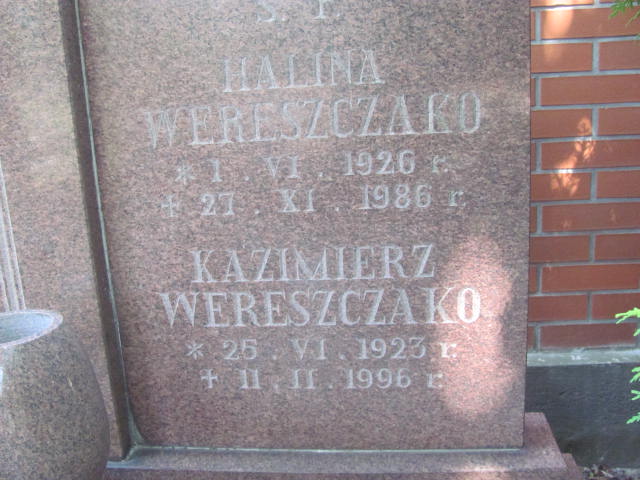 Ś. P.
HALINA
WERESZCZAKO
* 1 . VI . 1926 r.
+ 27 . XI . 1986 r.
KAZIMIERZ
WERESZCZAKO
* 25 . VI . 1923 r.
+ 11 . II . 1996 r.